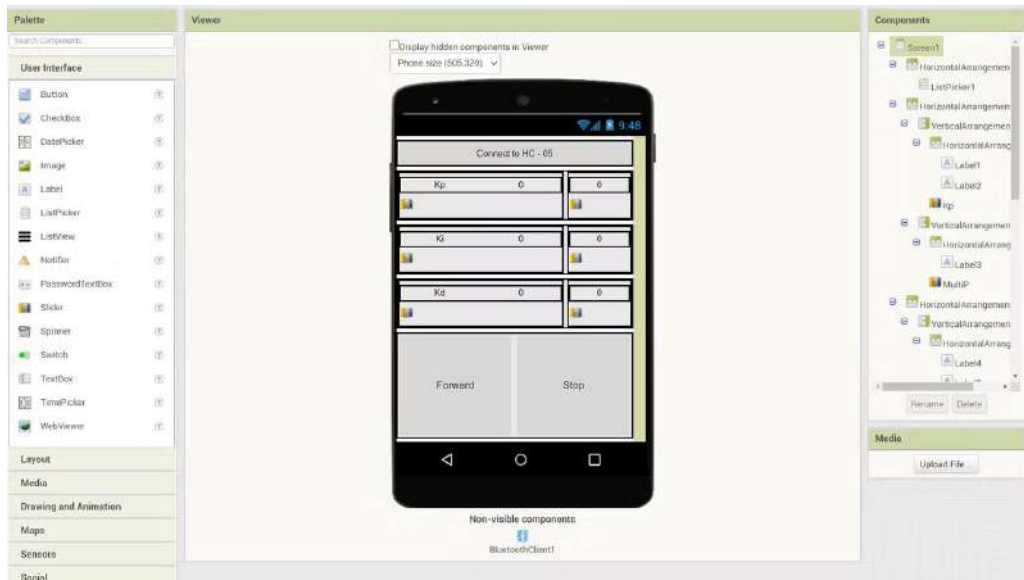 Palette
Search Components
User Interface
Button
CheckBox
DatePicker
Image
Label
ListPicker
ListView
Notifier
PasswordTextBox
Slider
Spinner
Switch
TextBox
TimePicker
WebViewer
Layout
Media
Drawing and Animation
Maps
Sensors
Social
Viewer
Display hidden components in Viewer
Phone size (505,320)
9:48
Connect to HC - 05
Kp 0 0
Ki 0 0
Kd 0 0
Forward Stop
Non-visible components
BluetoothClient1
Components
Screen1
HorizontalArrangemen
ListPicker1
HorizontalArrangemen
VerticalArrangemen
HorizontalArrang
Label1
Label2
Kp
VerticalArrangemen
HorizontalArrang
Label3
MultiP
HorizontalArrangemen
VerticalArrangemen
HorizontalArrang
Label4
Rename Delete
Media
Upload File ...